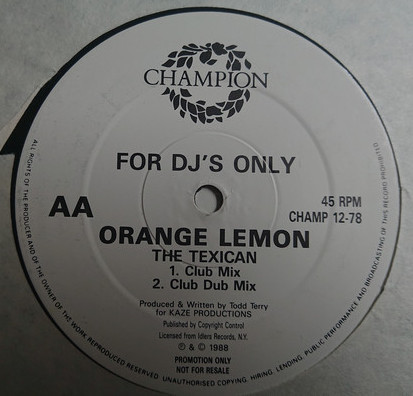 CHAMPION
FOR DJ'S ONLY
AA
45 RPM
CHAMP 12-78
ORANGE LEMON
THE TEXICAN
1. Club Mix
2. Club Dub Mix
Produced & Written by Todd Terry
for KAZE PRODUCTIONS
Published by Copyright Control
Licensed from Idlers Records, N.Y.
℗ & © 1988
PROMOTION ONLY
NOT FOR RESALE
ALL RIGHTS OF THE PRODUCER AND OF THE OWNER OF THE WORK REPRODUCED RESERVED. UNAUTHORISED COPYING, HIRING, LENDING, PUBLIC PERFORMANCE AND BROADCASTING OF THIS RECORD PROHIBITED.